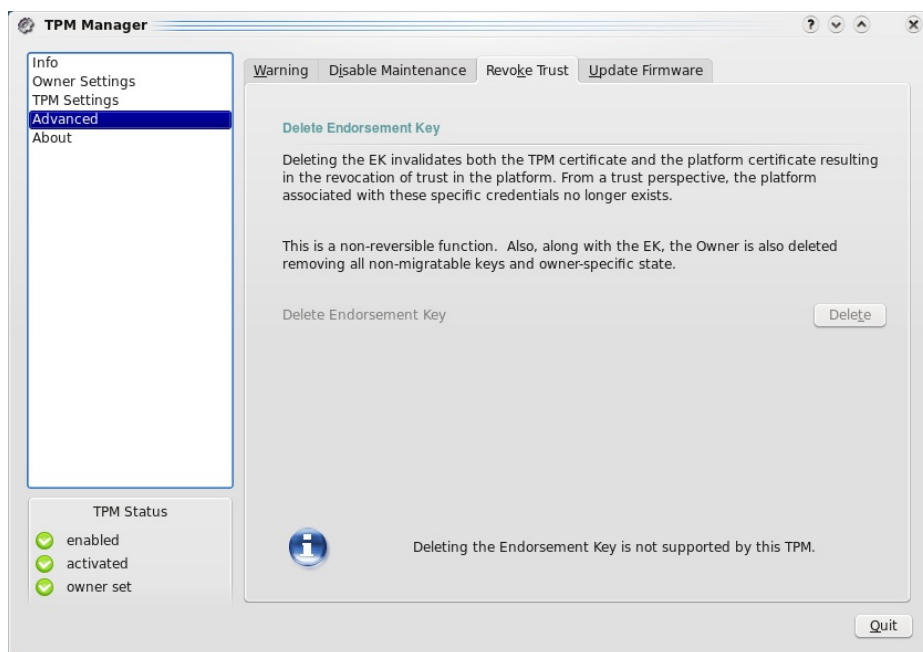 TPM Manager
Info
Owner Settings
TPM Settings
Advanced
About
Warning
Disable Maintenance
Revoke Trust
Update Firmware
Delete Endorsement Key
Deleting the EK invalidates both the TPM certificate and the platform certificate resulting
in the revocation of trust in the platform. From a trust perspective, the platform
associated with these specific credentials no longer exists.
This is a non-reversible function.  Also, along with the EK, the Owner is also deleted
removing all non-migratable keys and owner-specific state.
Delete Endorsement Key
Delete
Deleting the Endorsement Key is not supported by this TPM.
TPM Status
enabled
activated
owner set
Quit